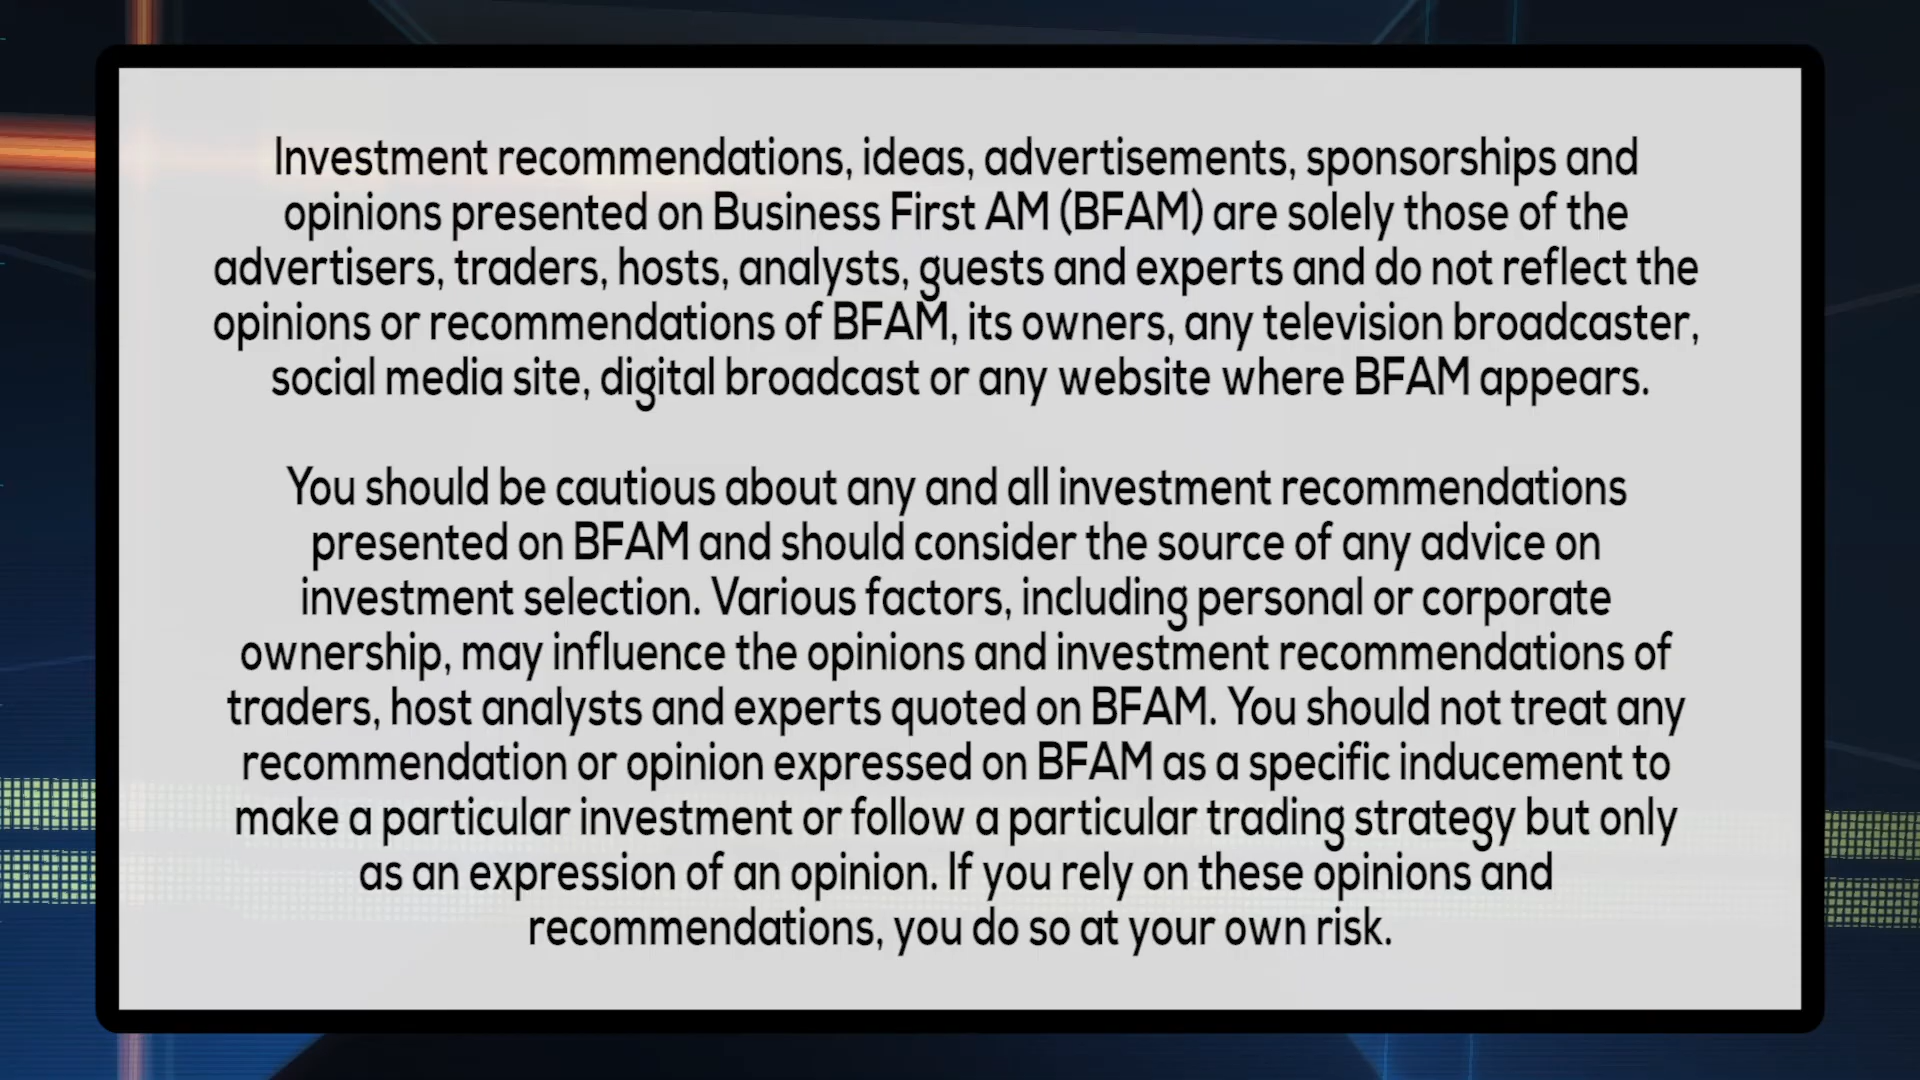 Investment recommendations, ideas, advertisements, sponsorships and
opinions presented on Business First AM (BFAM) are solely those of the
advertisers, traders, hosts, analysts, guests and experts and do not reflect the
opinions or recommendations of BFAM, its owners, any television broadcaster,
social media site, digital broadcast or any website where BFAM appears.
You should be cautious about any and all investment recommendations
presented on BFAM and should consider the source of any advice on
investment selection. Various factors, including personal or corporate
ownership, may influence the opinions and investment recommendations of
traders, host analysts and experts quoted on BFAM. You should not treat any
recommendation or opinion expressed on BFAM as a specific inducement to
make a particular investment or follow a particular trading strategy but only
as an expression of an opinion. If you rely on these opinions and
recommendations, you do so at your own risk.